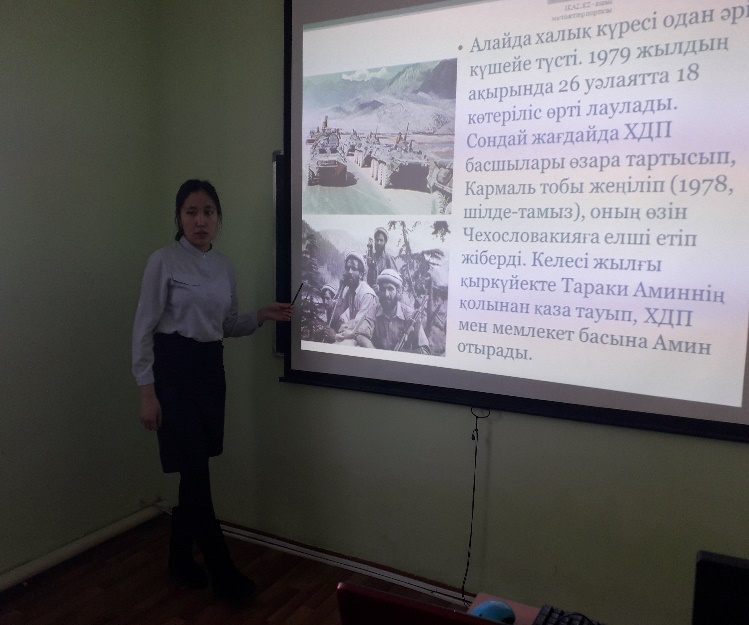 • Алайда халық күресі одан әрі
күшейе түсті. 1979 жылдың
ақырында 26 уәлаятта 18
көтеріліс өрті лаулады.
Сондай жағдайда ХДП
басшылары өзара тартысып,
Кармаль тобы жеңіліп (1978,
шілде-тамыз), оның өзін
Чехословакияға елші етіп
жіберді. Келесі жылғы
қыркүйекте Тараки Аминнің
қолынан қаза тауып, ХДП
мен мемлекет басына Амин
отырады.